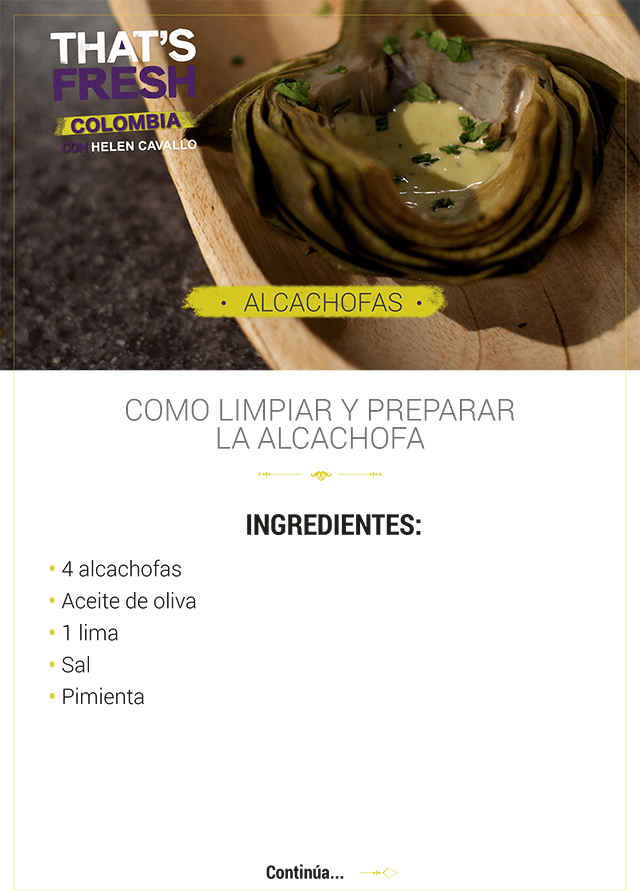 THAT'S
FRESH
COLOMBIA
CON HELEN CAVALLO
• ALCACHOFAS •
COMO LIMPIAR Y PREPARAR
LA ALCACHOFA
INGREDIENTES:
• 4 alcachofas
• Aceite de oliva
• 1 lima
• Sal
• Pimienta
Continúa...